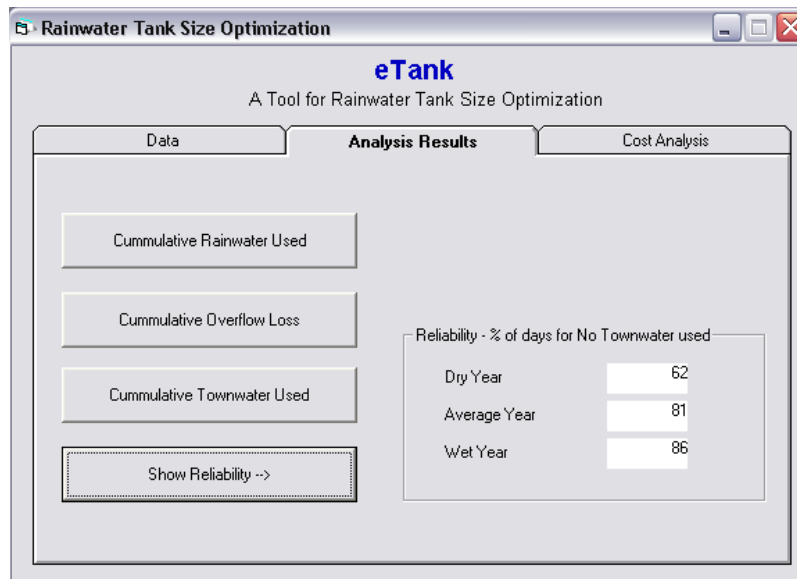 Rainwater Tank Size Optimization
eTank
A Tool for Rainwater Tank Size Optimization
Data
Analysis Results
Cost Analysis
Cummulative Rainwater Used
Cummulative Overflow Loss
Cummulative Townwater Used
Show Reliability -->
Reliability - % of days for No Townwater used
Dry Year 62
Average Year 81
Wet Year 86